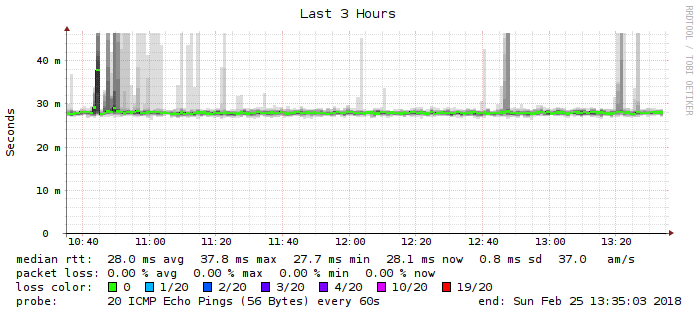 Last 3 Hours
RRDTOOL / TOBI OETIKER
Seconds
40 m
30 m
20 m
10 m
0
10:40 11:00 11:20 11:40 12:00 12:20 12:40 13:00 13:20
median rtt: 28.0 ms avg 37.8 ms max 27.7 ms min 28.1 ms now 0.8 ms sd 37.0 am/s
packet loss: 0.00 % avg 0.00 % max 0.00 % min 0.00 % now
loss color: 0 1/20 2/20 3/20 4/20 10/20 19/20
probe: 20 ICMP Echo Pings (56 Bytes) every 60s end: Sun Feb 25 13:35:03 2018